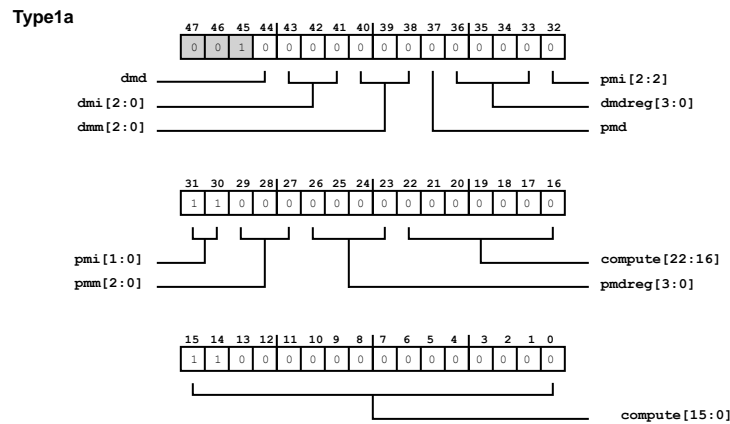 Type1a
47 46 45 44 43 42 41 40 39 38 37 36 35 34 33 32
0 0 1 0 0 0 0 0 0 0 0 0 0 0 0 0
dmd pmi[2:2]
dmi[2:0] dmdreg[3:0]
dmm[2:0] pmd
31 30 29 28 27 26 25 24 23 22 21 20 19 18 17 16
1 1 0 0 0 0 0 0 0 0 0 0 0 0 0 0
pmi[1:0] compute[22:16]
pmm[2:0] pmdreg[3:0]
15 14 13 12 11 10 9 8 7 6 5 4 3 2 1 0
1 1 0 0 0 0 0 0 0 0 0 0 0 0 0 0
compute[15:0]